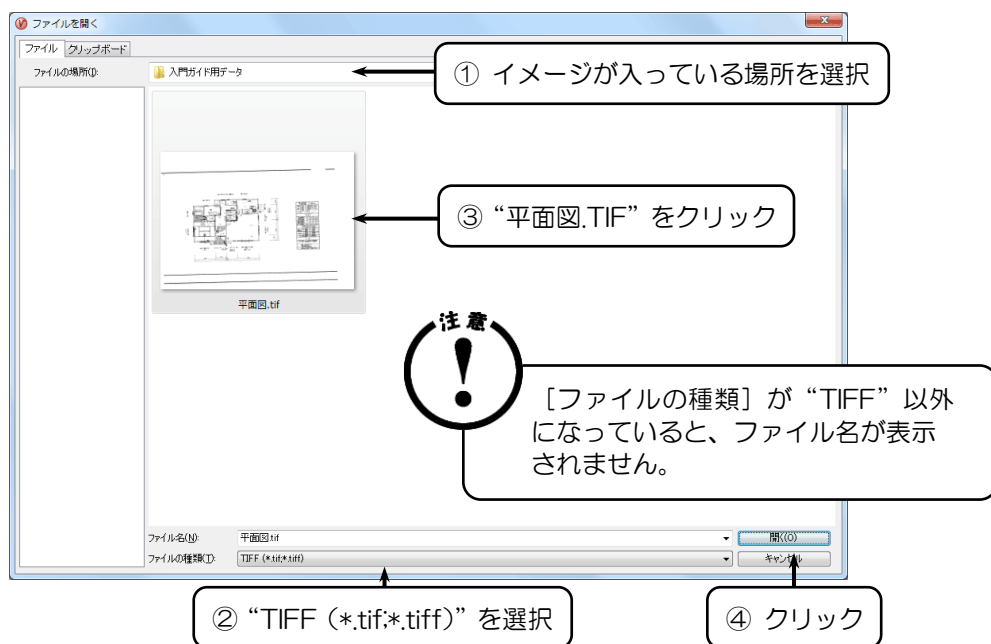 ファイルを開く
ファイル クリップボード
ファイルの場所(I):
入門ガイド用データ
① イメージが入っている場所を選択
③“平面図.TIF”をクリック
平面図.tif
注意
!
[ファイルの種類]が“TIFF”以外
になっていると、ファイル名が表示
されません。
ファイル名(N):
平面図.tif
開く(O)
ファイルの種類(T):
TIFF (*.tif;*.tiff)
キャンセル
②“TIFF(*.tif;*.tiff)”を選択
④ クリック